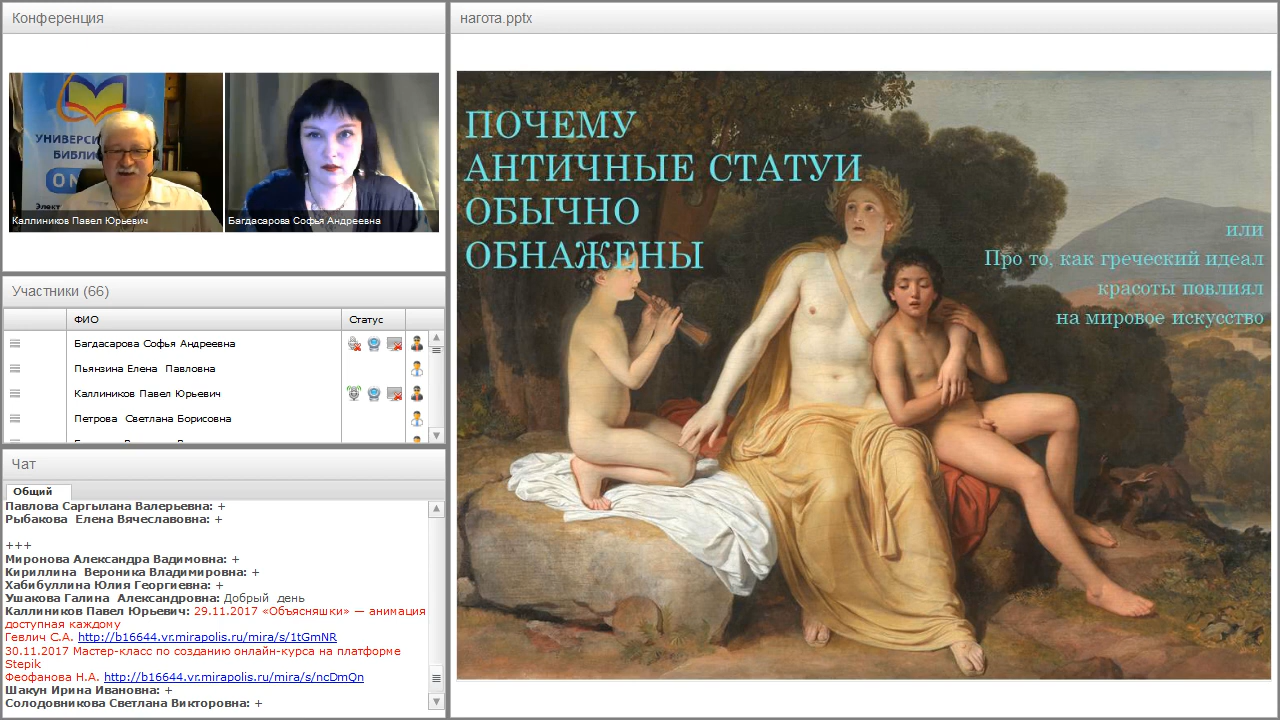 Конференция
УНИВЕРСИ
БИБЛИ
ON
Элект
Каллиников Павел Юрьевич
Багдасарова Софья Андреевна
Участники (66)
ФИО
Статус
Багдасарова Софья Андреевна
Пьянзина Елена Павловна
Каллиников Павел Юрьевич
Петрова Светлана Борисовна
Чат
Общий
Павлова Саргылана Валерьевна: +
Рыбакова Елена Вячеславовна: +
+++
Миронова Александра Вадимовна: +
Кириллина Вероника Владимировна: +
Хабибуллина Юлия Георгиевна: +
Ушакова Галина Александровна: Добрый день
Каллиников Павел Юрьевич: 29.11.2017 «Объясняшки» — анимация
доступная каждому
Гевлич С.А. http://b16644.vr.mirapolis.ru/mira/s/1tGmNR
30.11.2017 Мастер-класс по созданию онлайн-курса на платформе
Stepik
Феофанова Н.А. http://b16644.vr.mirapolis.ru/mira/s/ncDmQn
Шакун Ирина Ивановна: +
Солодовникова Светлана Викторовна: +
нагота.pptx
ПОЧЕМУ
АНТИЧНЫЕ СТАТУИ
ОБЫЧНО
ОБНАЖЕНЫ
или
Про то, как греческий идеал
красоты повлиял
на мировое искусство